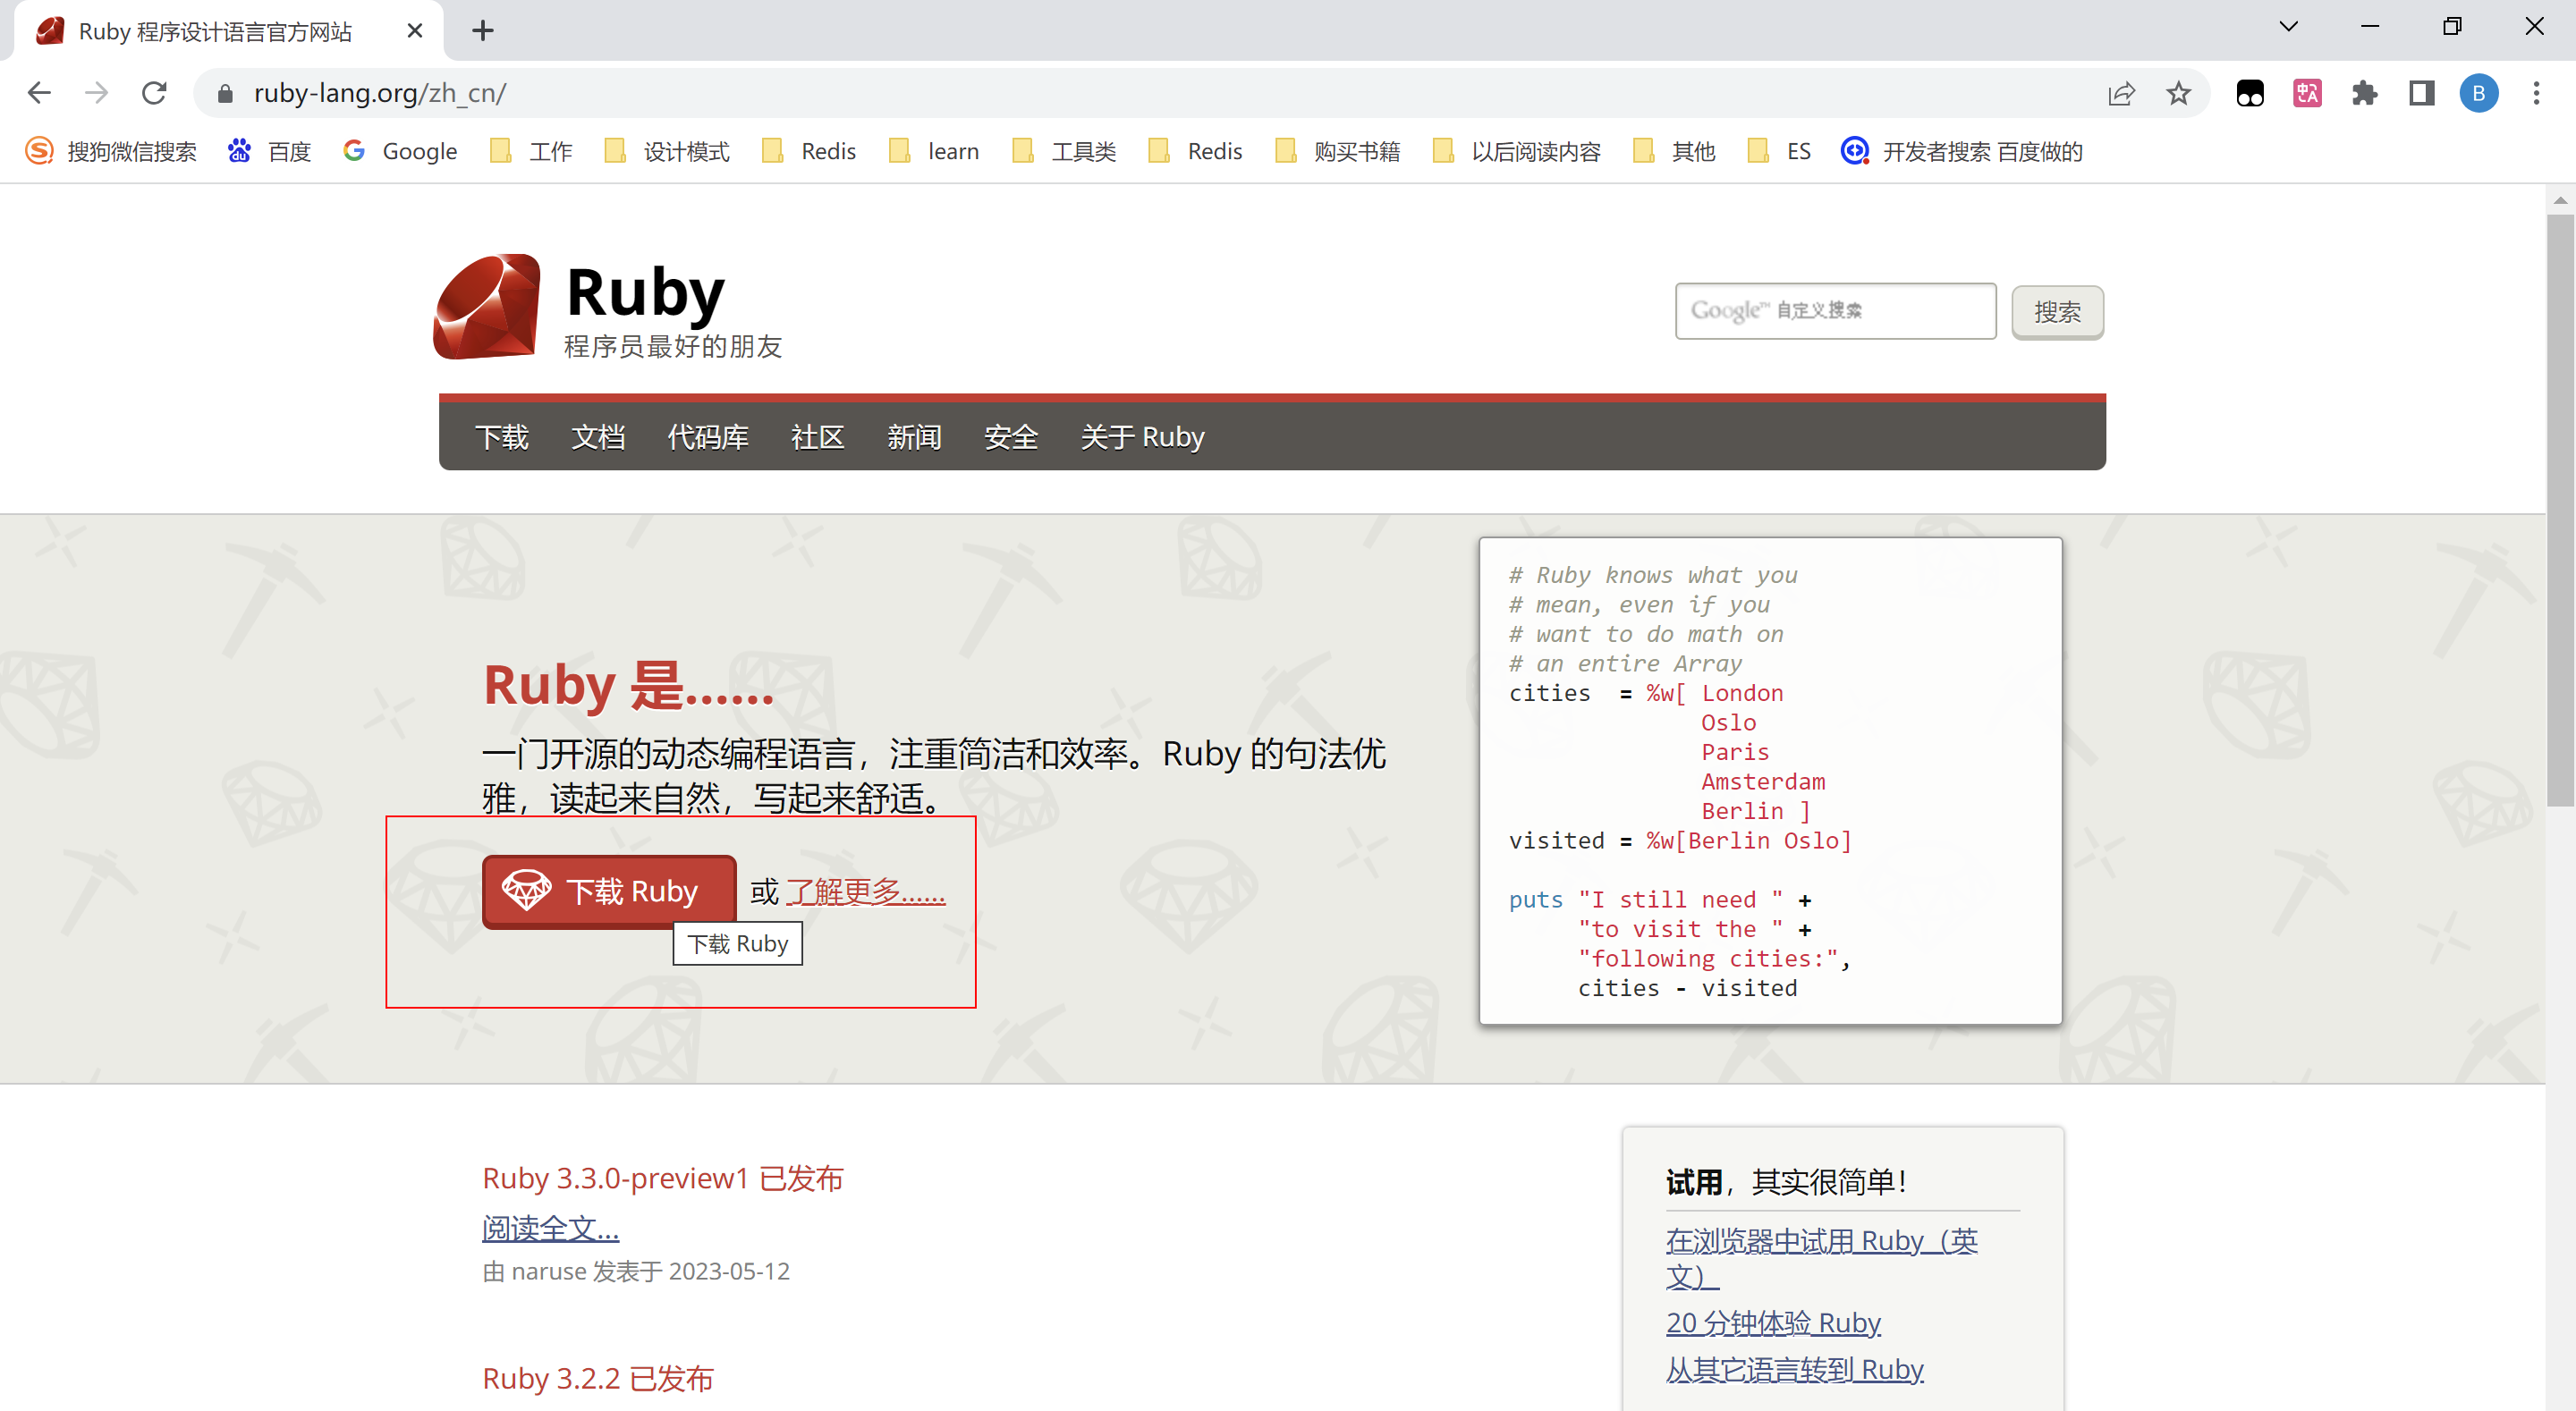 Ruby 程序设计语言官方网站
ruby-lang.org/zh_cn/
B
搜狗微信搜索 百度 Google 工作 设计模式 Redis learn 工具类 Redis 购买书籍 以后阅读内容 其他 ES 开发者搜索 百度做的
Ruby
程序员最好的朋友
Google™ 自定义搜索
搜索
下载 文档 代码库 社区 新闻 安全 关于 Ruby
Ruby 是……
一门开源的动态编程语言，注重简洁和效率。Ruby 的句法优
雅，读起来自然，写起来舒适。
下载 Ruby 或 了解更多……
下载 Ruby
# Ruby knows what you
# mean, even if you
# want to do math on
# an entire Array
cities  = %w[ London
              Oslo
              Paris
              Amsterdam
              Berlin ]
visited = %w[Berlin Oslo]
puts "I still need " +
     "to visit the " +
     "following cities:",
     cities - visited
Ruby 3.3.0-preview1 已发布
阅读全文...
由 naruse 发表于 2023-05-12
Ruby 3.2.2 已发布
试用，其实很简单！
在浏览器中试用 Ruby（英
文）
20 分钟体验 Ruby
从其它语言转到 Ruby